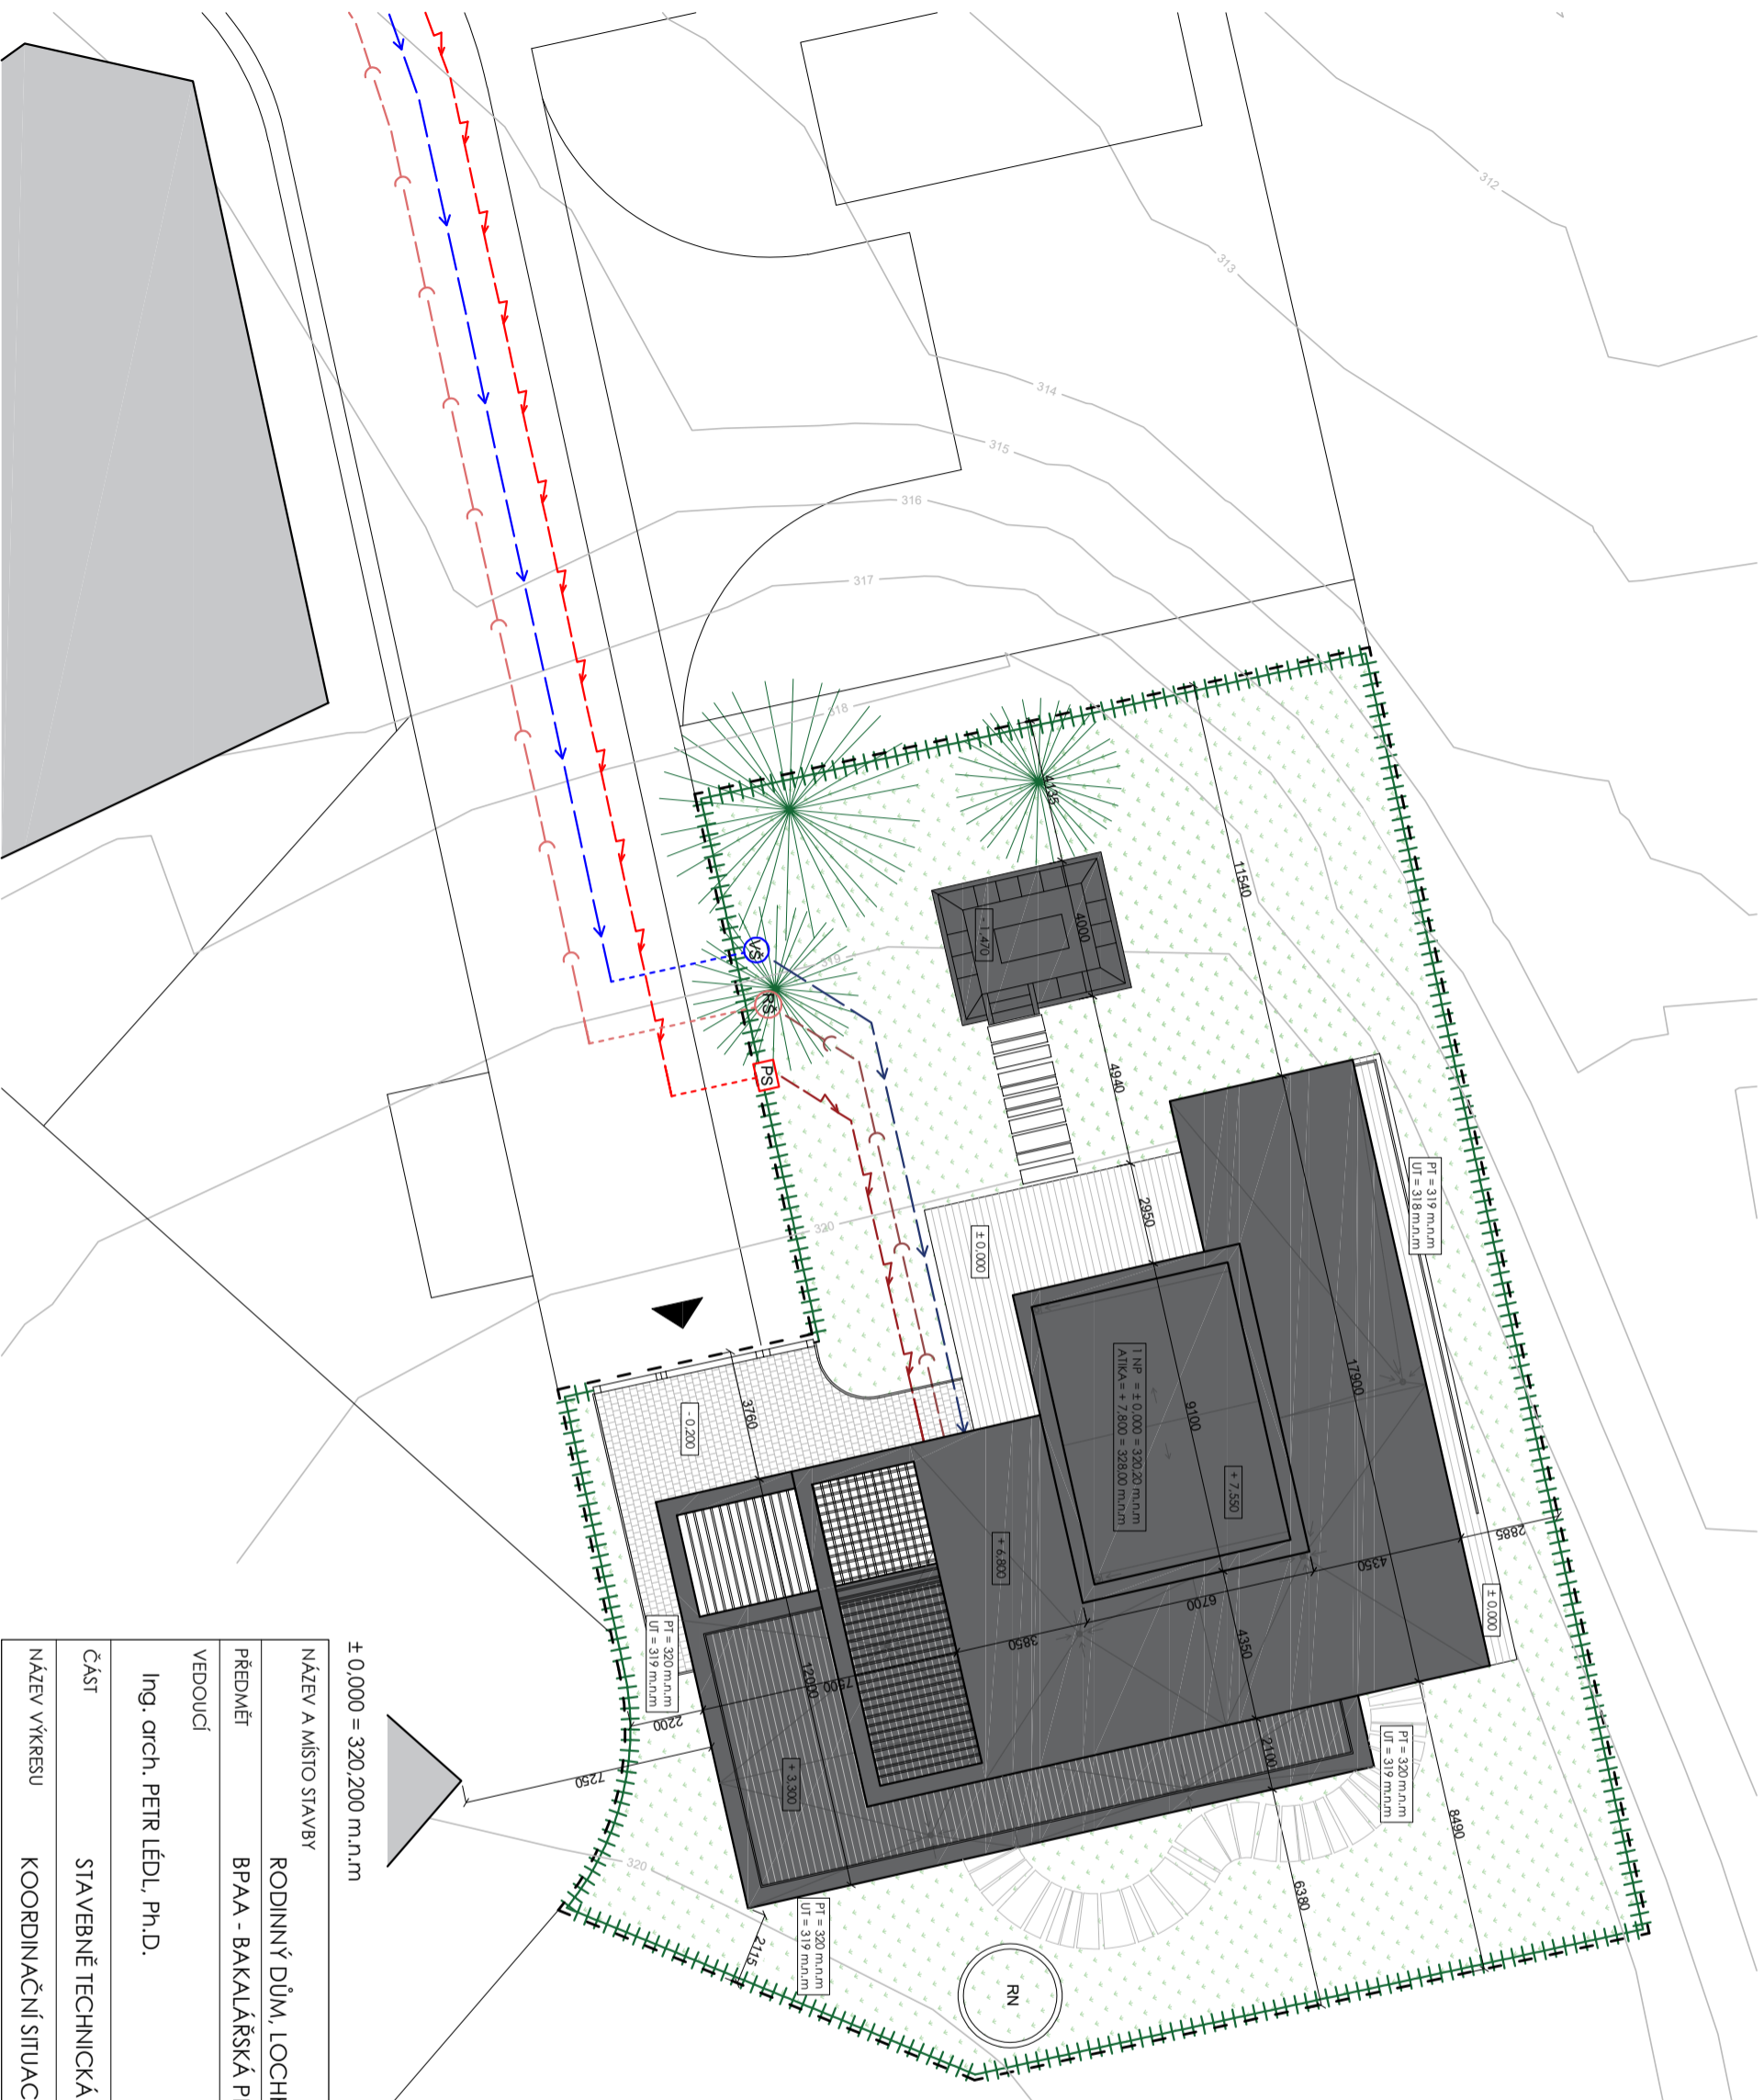 312
313
314
315
316
317
318
319
320
320
4135
11540
4000
- 1,470
4940
2950
± 0,000
PT = 319 m.n.m
UT = 318 m.n.m
17900
9100
1 NP = ± 0,000 = 320,20 m.n.m
ATIKA = + 7,800 = 328,00 m.n.m
+ 7,550
+ 6,800
2885
4350
6700
3850
4350
± 0,000
VŠ
RŠ
PS
3760
- 0,200
PT = 320 m.n.m
UT = 319 m.n.m
12000
7500
2200
7250
+ 3,300
2100
PT = 320 m.n.m
UT = 319 m.n.m
8490
6380
PT = 320 m.n.m
UT = 319 m.n.m
2115
RN
± 0,000 = 320,200 m.n.m
NÁZEV A MÍSTO STAVBY
RODINNÝ DŮM, LOCH
PŘEDMĚT
BPAA - BAKALÁŘSKÁ P
VEDOUCÍ
Ing. arch. PETR LÉDL, Ph.D.
ČÁST
STAVEBNĚ TECHNICKÁ
NÁZEV VÝKRESU
KOORDINAČNÍ SITUAC